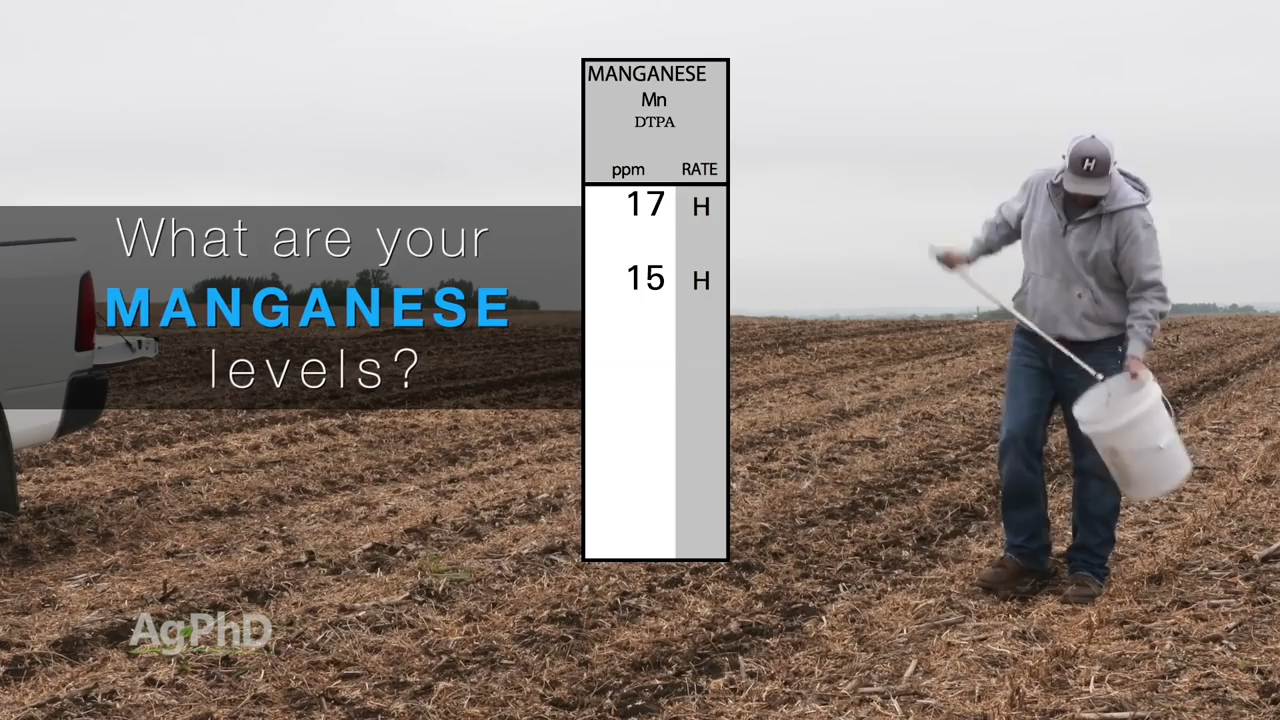 What are your
MANGANESE
levels?
MANGANESE
Mn
DTPA
ppm RATE
17 H
15 H
H
AgPhD